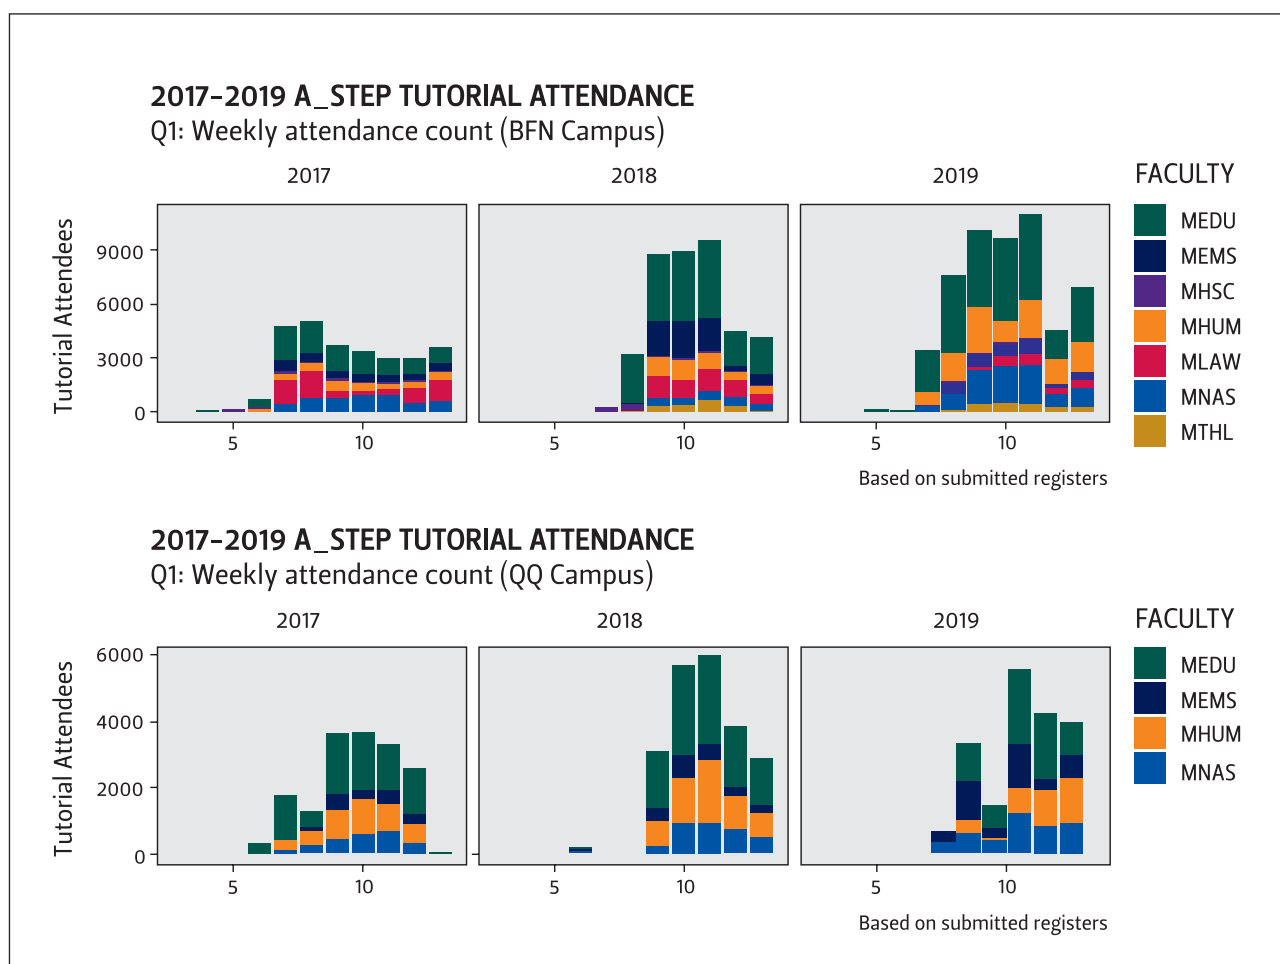 2017–2019 A_STEP TUTORIAL ATTENDANCE
Q1: Weekly attendance count (BFN Campus)
2017
2018
2019
FACULTY
MEDU
MEMS
MHSC
MHUM
MLAW
MNAS
MTHL
Tutorial Attendees
9000
6000
3000
0
5
10
5
10
5
10
Based on submitted registers
2017–2019 A_STEP TUTORIAL ATTENDANCE
Q1: Weekly attendance count (QQ Campus)
2017
2018
2019
FACULTY
MEDU
MEMS
MHUM
MNAS
Tutorial Attendees
6000
4000
2000
0
5
10
5
10
5
10
Based on submitted registers